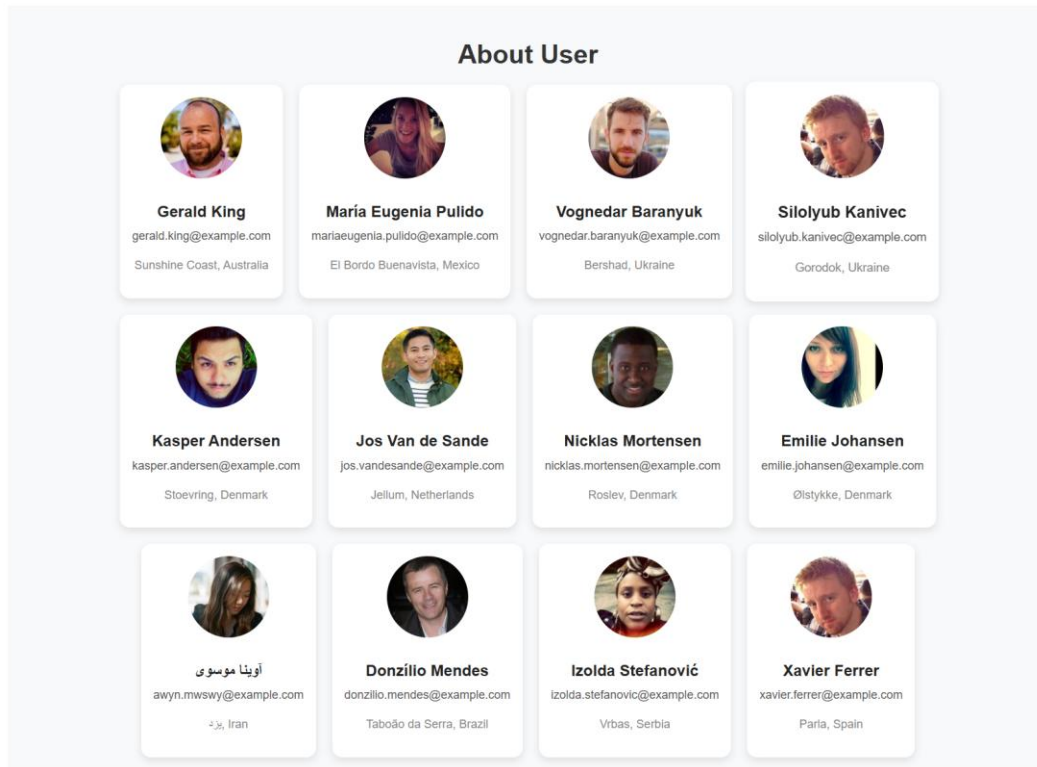 About User
Gerald King
gerald.king@example.com
Sunshine Coast, Australia
María Eugenia Pulido
mariaeugenia.pulido@example.com
El Bordo Buenavista, Mexico
Vognedar Baranyuk
vognedar.baranyuk@example.com
Bershad, Ukraine
Silolyub Kanivec
silolyub.kanivec@example.com
Gorodok, Ukraine
Kasper Andersen
kasper.andersen@example.com
Stoevring, Denmark
Jos Van de Sande
jos.vandesande@example.com
Jellum, Netherlands
Nicklas Mortensen
nicklas.mortensen@example.com
Roslev, Denmark
Emilie Johansen
emilie.johansen@example.com
Ølstykke, Denmark
آوینا موسوی
awyn.mwswy@example.com
یزد, Iran
Donzílio Mendes
donzilio.mendes@example.com
Taboão da Serra, Brazil
Izolda Stefanović
izolda.stefanovic@example.com
Vrbas, Serbia
Xavier Ferrer
xavier.ferrer@example.com
Parla, Spain